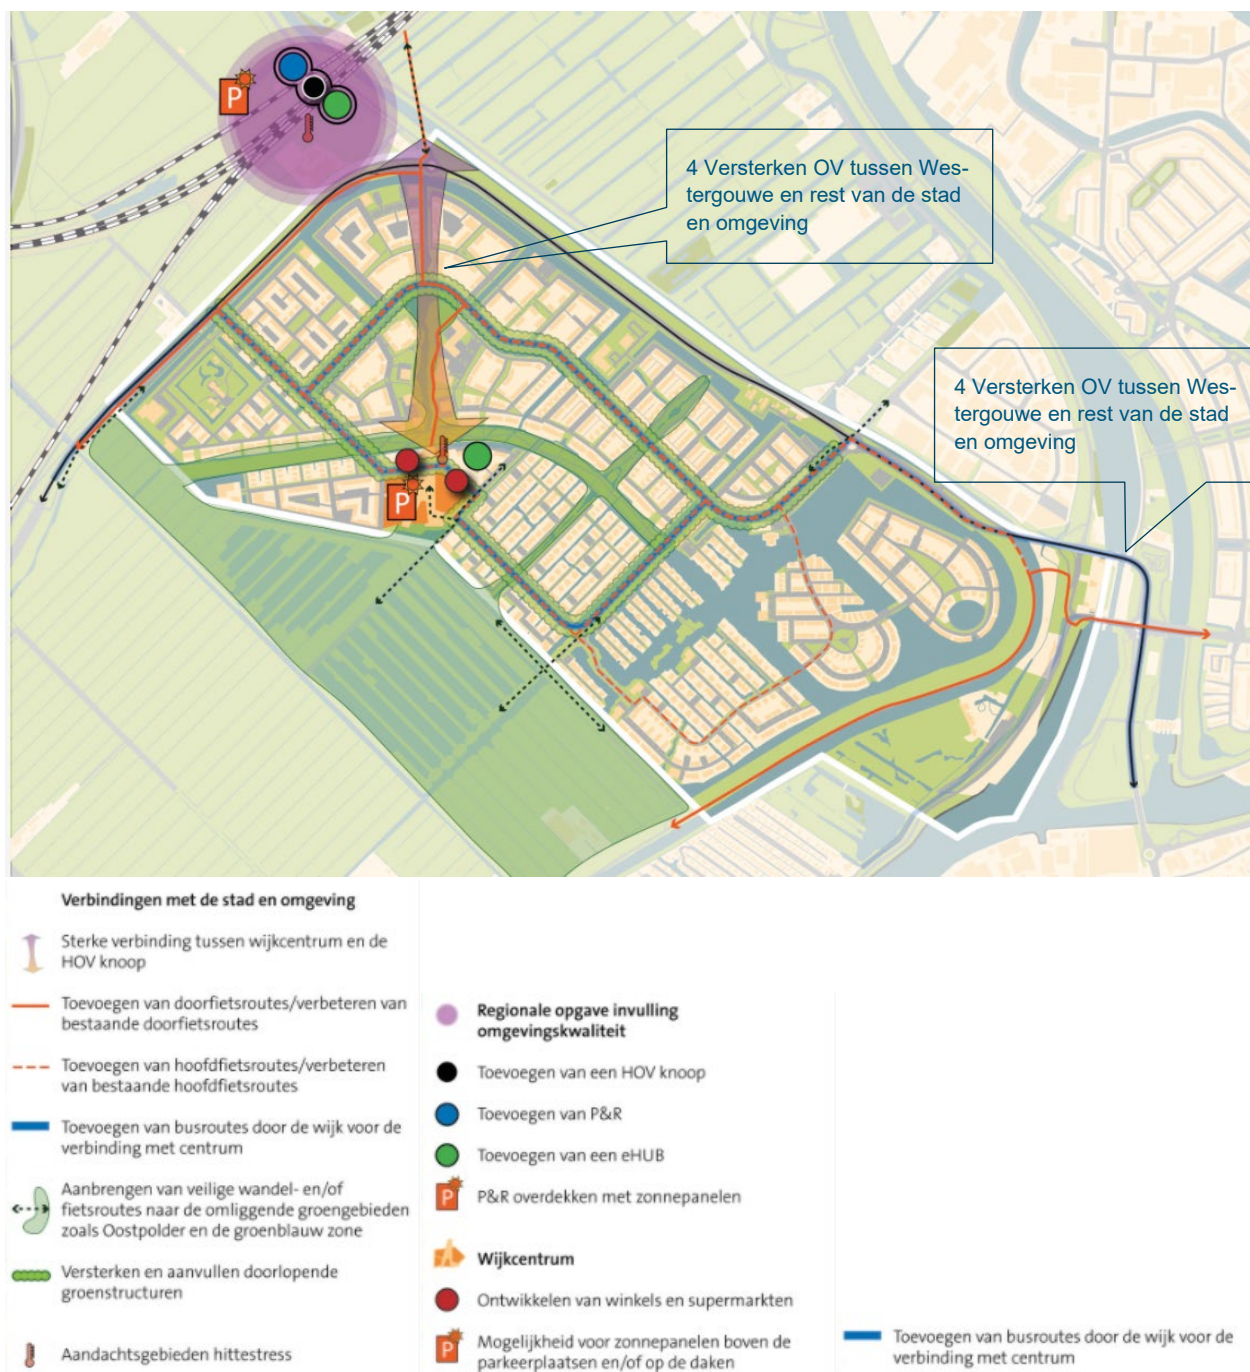 P
4 Versterken OV tussen Wes-
tergouwe en rest van de stad
en omgeving
4 Versterken OV tussen Wes-
tergouwe en rest van de stad
en omgeving
P
Verbindingen met de stad en omgeving
Sterke verbinding tussen wijkcentrum en de
HOV knoop
Toevoegen van doorfietsroutes/verbeteren van
bestaande doorfietsroutes
Toevoegen van hoofdfietsroutes/verbeteren
van bestaande hoofdfietsroutes
Toevoegen van busroutes door de wijk voor de
verbinding met centrum
Aanbrengen van veilige wandel- en/of
fietsroutes naar de omliggende groengebieden
zoals Oostpolder en de groenblauw zone
Versterken en aanvullen doorlopende
groenstructuren
Aandachtsgebieden hittestress
Regionale opgave invulling
omgevingskwaliteit
Toevoegen van een HOV knoop
Toevoegen van P&R
Toevoegen van een eHUB
P P&R overdekken met zonnepanelen
Wijkcentrum
Ontwikkelen van winkels en supermarkten
P Mogelijkheid voor zonnepanelen boven de
parkeerplaatsen en/of op de daken
Toevoegen van busroutes door de wijk voor de
verbinding met centrum